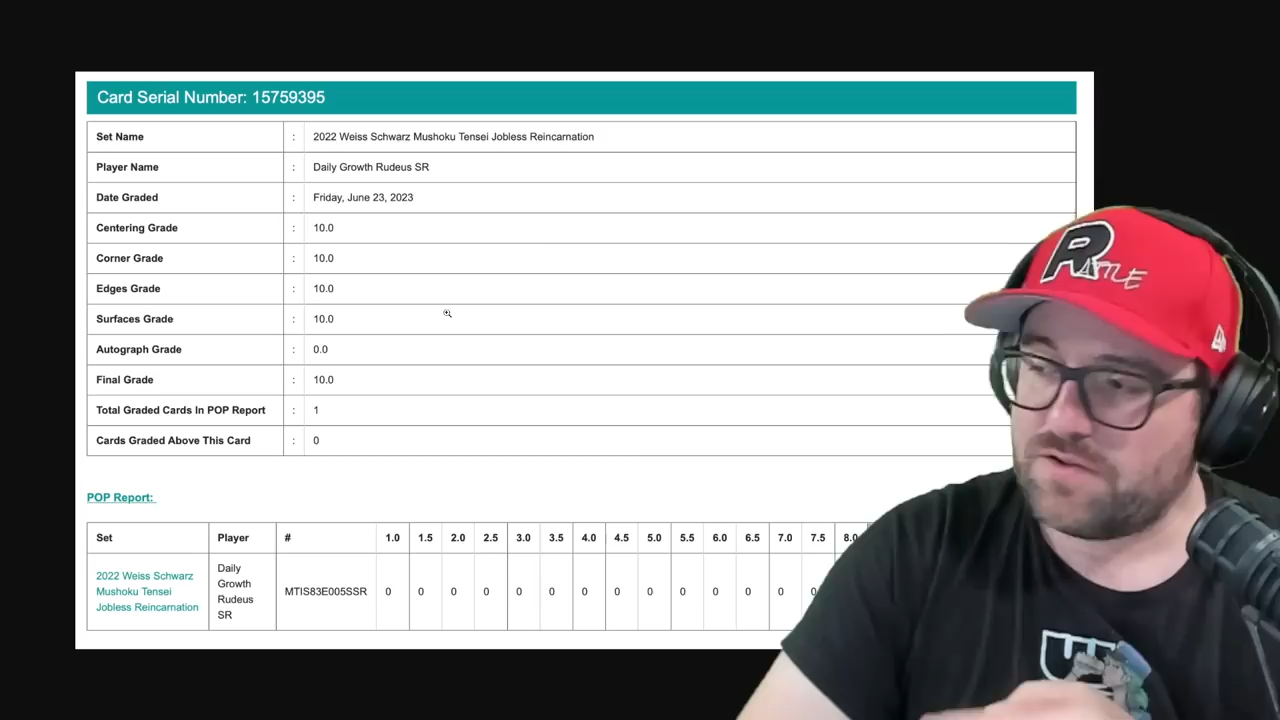 Card Serial Number: 15759395
Set Name : 2022 Weiss Schwarz Mushoku Tensei Jobless Reincarnation
Player Name : Daily Growth Rudeus SR
Date Graded : Friday, June 23, 2023
Centering Grade : 10.0
Corner Grade : 10.0
Edges Grade : 10.0
Surfaces Grade : 10.0
Autograph Grade : 0.0
Final Grade : 10.0
Total Graded Cards In POP Report : 1
Cards Graded Above This Card : 0
POP Report:
Set Player # 1.0 1.5 2.0 2.5 3.0 3.5 4.0 4.5 5.0 5.5 6.0 6.5 7.0 7.5 8.0
2022 Weiss Schwarz
Mushoku Tensei
Jobless Reincarnation
Daily
Growth
Rudeus
SR
MTIS83E005SSR 0 0 0 0 0 0 0 0 0 0 0 0 0 0